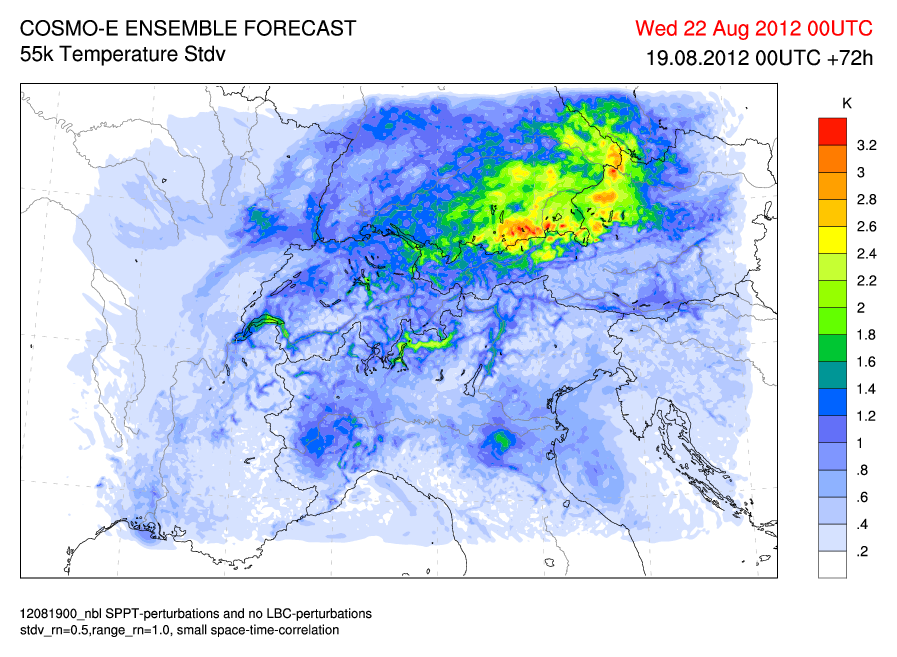 COSMO-E ENSEMBLE FORECAST
Wed 22 Aug 2012 00UTC
55k Temperature Stdv
19.08.2012 00UTC +72h
K
3.2
3
2.8
2.6
2.4
2.2
2
1.8
1.6
1.4
1.2
1
.8
.6
.4
.2
12081900_nbl SPPT-perturbations and no LBC-perturbations
stdv_rn=0.5,range_rn=1.0, small space-time-correlation